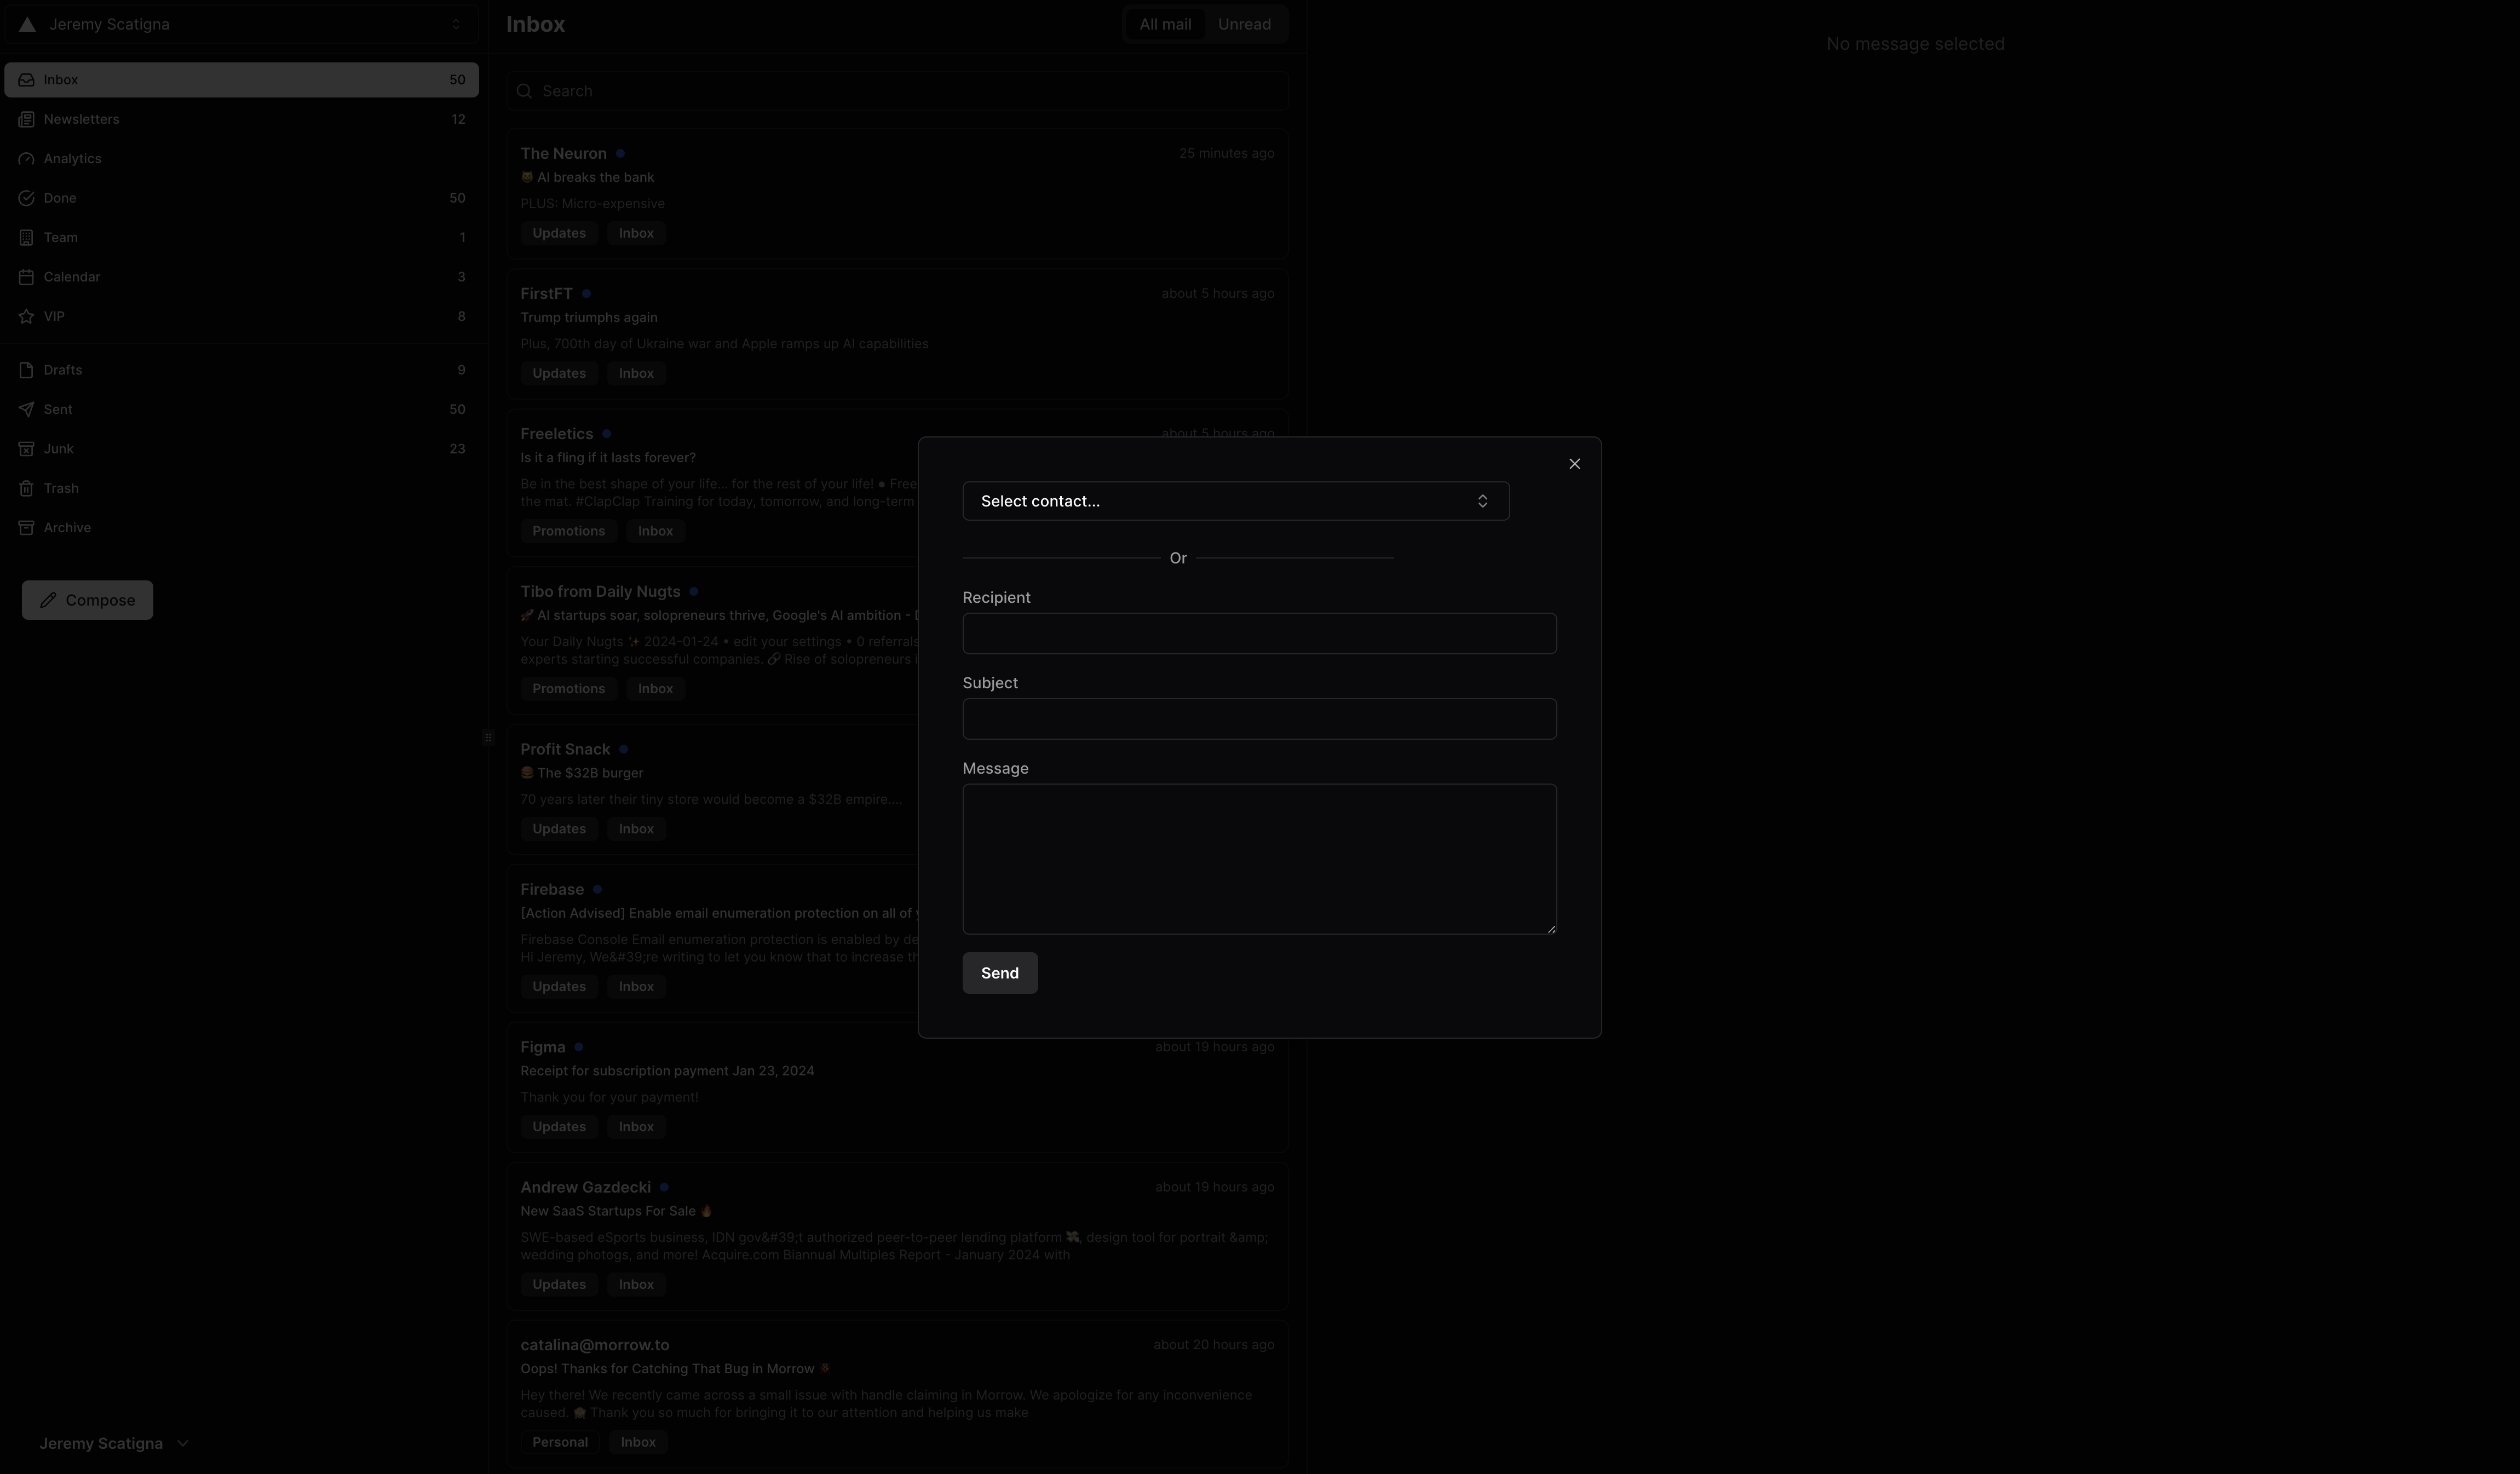 Jeremy Scatigna
Inbox 50
Newsletters 12
Analytics
Done 50
Team 1
Calendar 3
VIP 8
Drafts 9
Sent 50
Junk 23
Trash
Archive
Compose
Jeremy Scatigna
Inbox
All mail Unread
Search
The Neuron 25 minutes ago
😼 AI breaks the bank
PLUS: Micro-expensive
Updates Inbox
FirstFT about 5 hours ago
Trump triumphs again
Plus, 700th day of Ukraine war and Apple ramps up AI capabilities
Updates Inbox
Freeletics about 5 hours ago
Is it a fling if it lasts forever?
Be in the best shape of your life... for the rest of your life! ● Free
the mat. #ClapClap Training for today, tomorrow, and long-term
Promotions Inbox
Tibo from Daily Nugts
🚀 AI startups soar, solopreneurs thrive, Google's AI ambition -
Your Daily Nugts ✨ 2024-01-24 • edit your settings • 0 referrals
experts starting successful companies. 🔗 Rise of solopreneurs
Promotions Inbox
Profit Snack
🍔 The $32B burger
70 years later their tiny store would become a $32B empire....
Updates Inbox
Firebase
[Action Advised] Enable email enumeration protection on all of
Firebase Console Email enumeration protection is enabled by de
Hi Jeremy, We&#39;re writing to let you know that to increase th
Updates Inbox
Figma about 19 hours ago
Receipt for subscription payment Jan 23, 2024
Thank you for your payment!
Updates Inbox
Andrew Gazdecki about 19 hours ago
New SaaS Startups For Sale 🔥
SWE-based eSports business, IDN gov&#39;t authorized peer-to-peer lending platform 💸, design tool for portrait &amp;
wedding photogs, and more! Acquire.com Biannual Multiples Report - January 2024 with
Updates Inbox
catalina@morrow.to about 20 hours ago
Oops! Thanks for Catching That Bug in Morrow
Hey there! We recently came across a small issue with handle claiming in Morrow. We apologize for any inconvenience
caused. 🙊 Thank you so much for bringing it to our attention and helping us make
Personal Inbox
No message selected
Select contact...
Or
Recipient
Subject
Message
Send